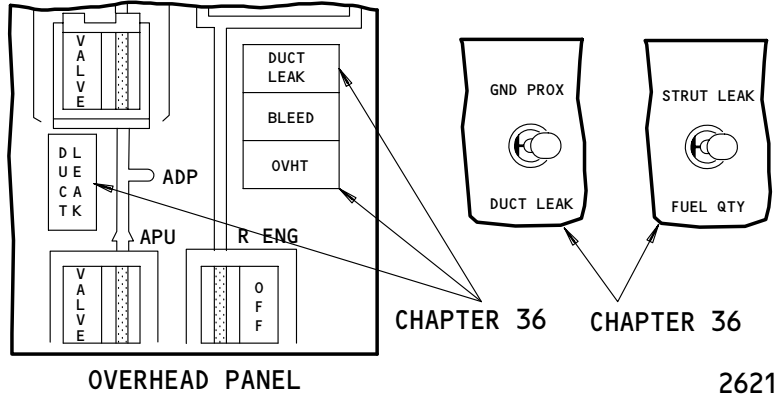 VALVE
DUCT
LEAK
BLEED
OVHT
DUCT LEAK
ADP
APU
R ENG
VALVE
OFF
CHAPTER 36
OVERHEAD PANEL
GND PROX
DUCT LEAK
STRUT LEAK
FUEL QTY
CHAPTER 36
2621